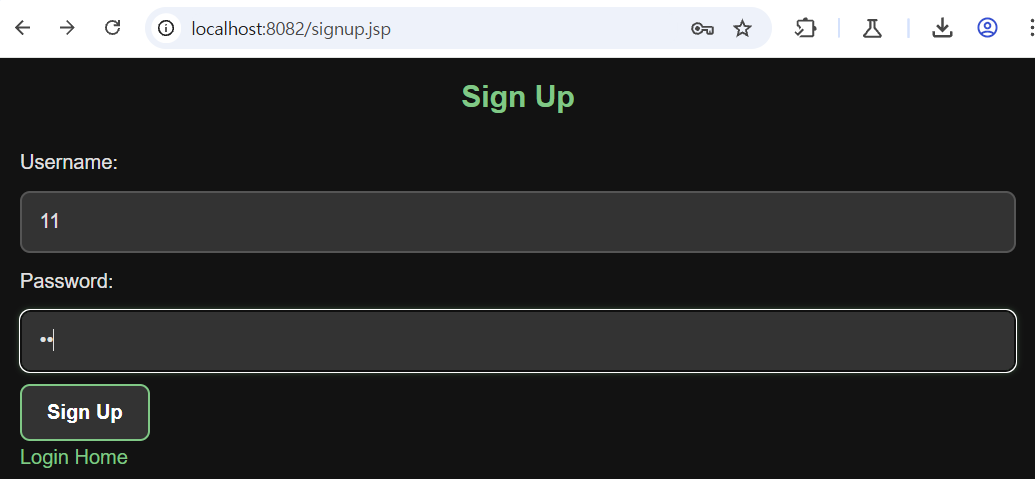 localhost:8082/signup.jsp
Sign Up
Username:
11
Password:
••
Sign Up
Login Home